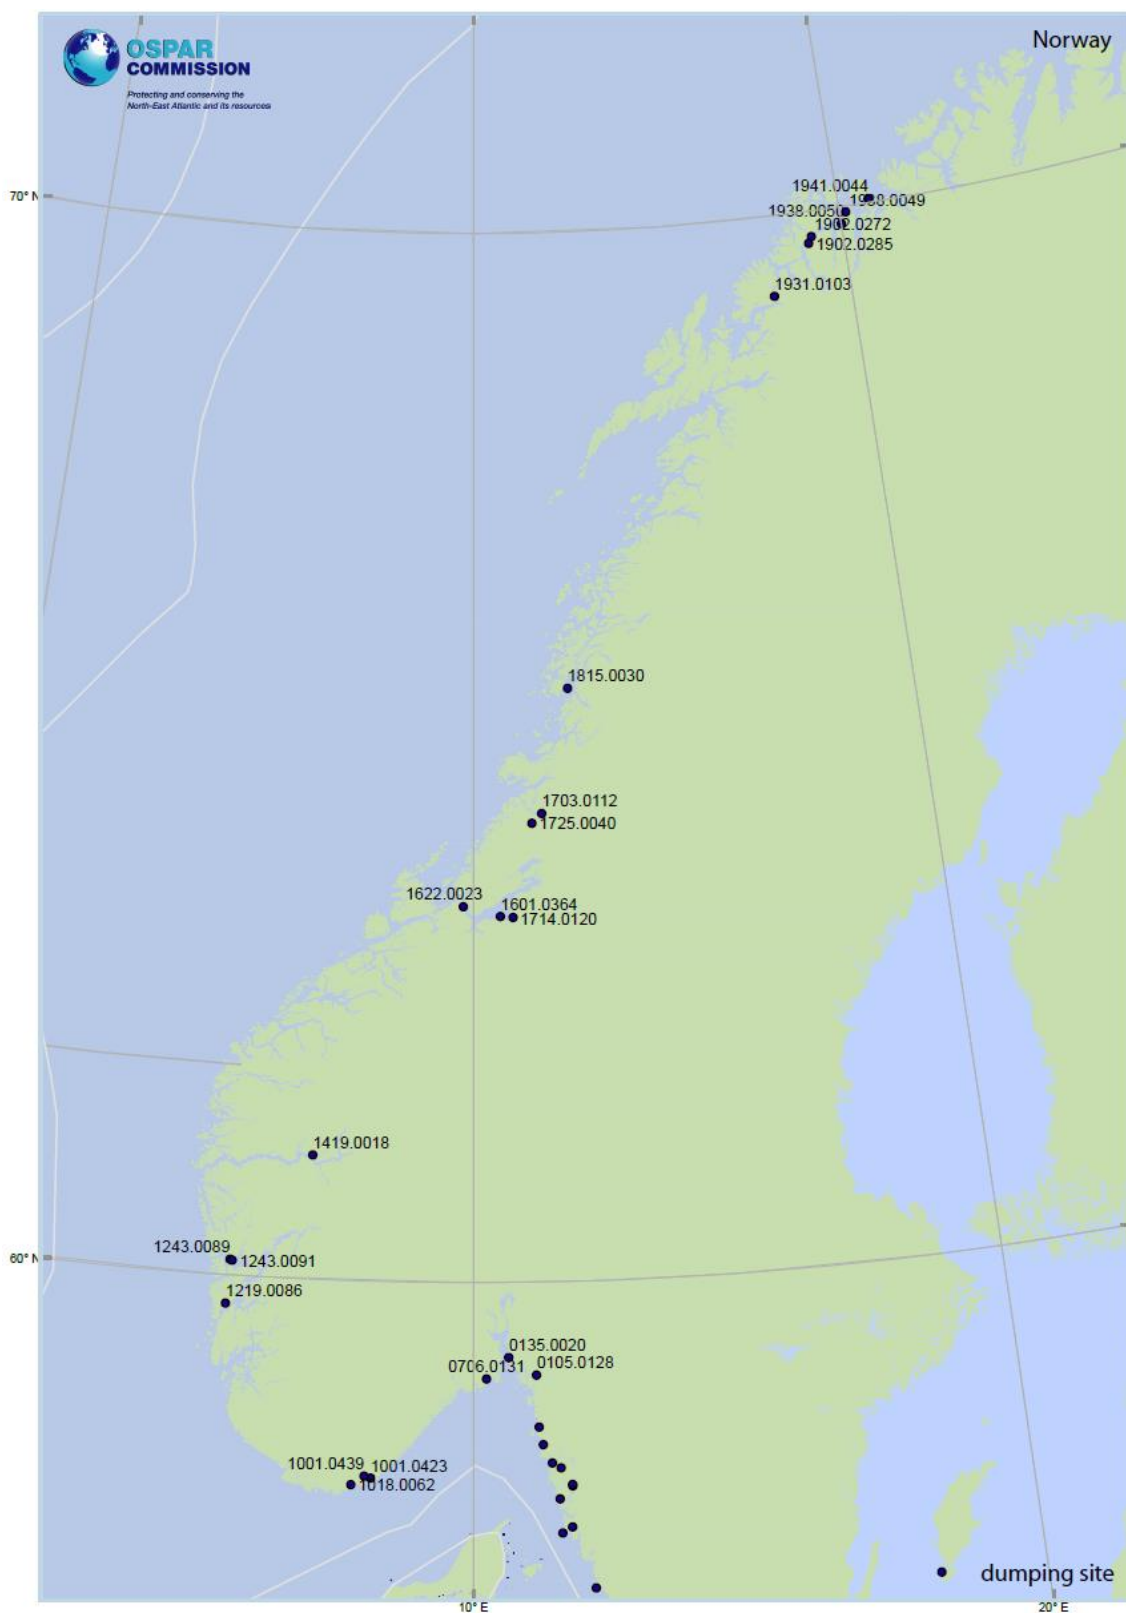 OSPAR
COMMISSION
Protecting and conserving the
North-East Atlantic and its resources
Norway
70° N
1941.0044
1938.0049
1938.0050
1902.0272
1902.0285
1931.0103
1815.0030
1703.0112
1725.0040
1622.0023
1601.0364
1714.0120
1419.0018
1243.0089
1243.0091
60° N
1219.0086
0135.0020
0706.0131
0105.0128
1001.0439
1001.0423
1018.0062
dumping site
10° E
20° E